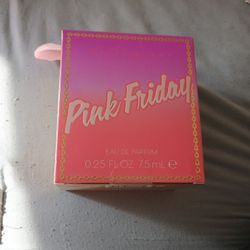 Pink Friday
EAU DE PARFUM
0.25 FL OZ 7.5 mL ℮